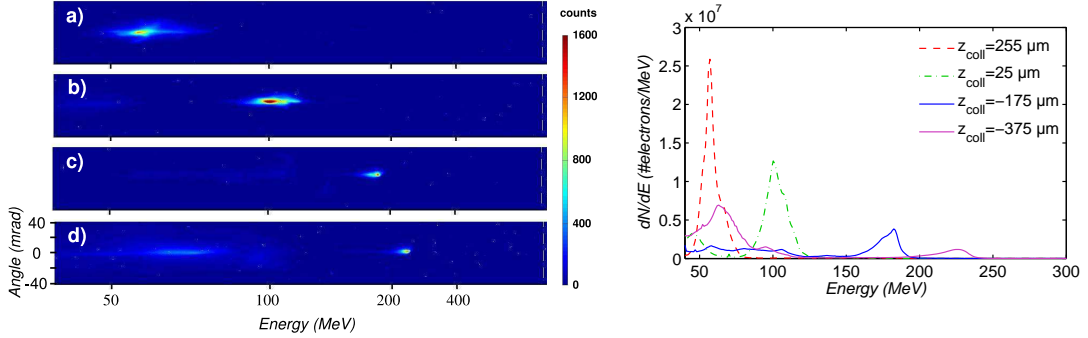 a)
b)
c)
d)
40
0
-40
Angle (mrad)
50
100
200
400
Energy (MeV)
counts
1600
1200
800
400
0
x 10⁷
3
2.5
2
1.5
1
0.5
0
dN/dE (#electrons/MeV)
50
100
150
200
250
300
Energy (MeV)
z_coll=255 µm
z_coll=25 µm
z_coll=−175 µm
z_coll=−375 µm